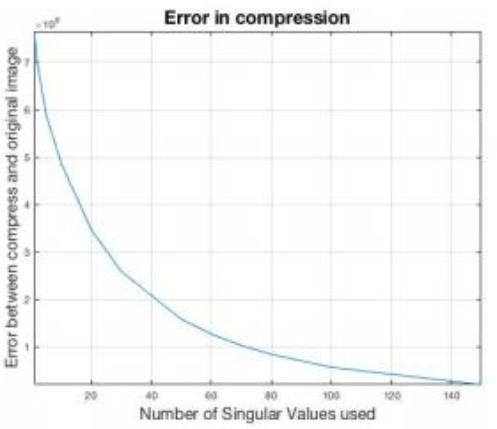 Error in compression
7
6
5
4
3
2
1
Error between compress and original image
20 40 60 80 100 120 140
Number of Singular Values used